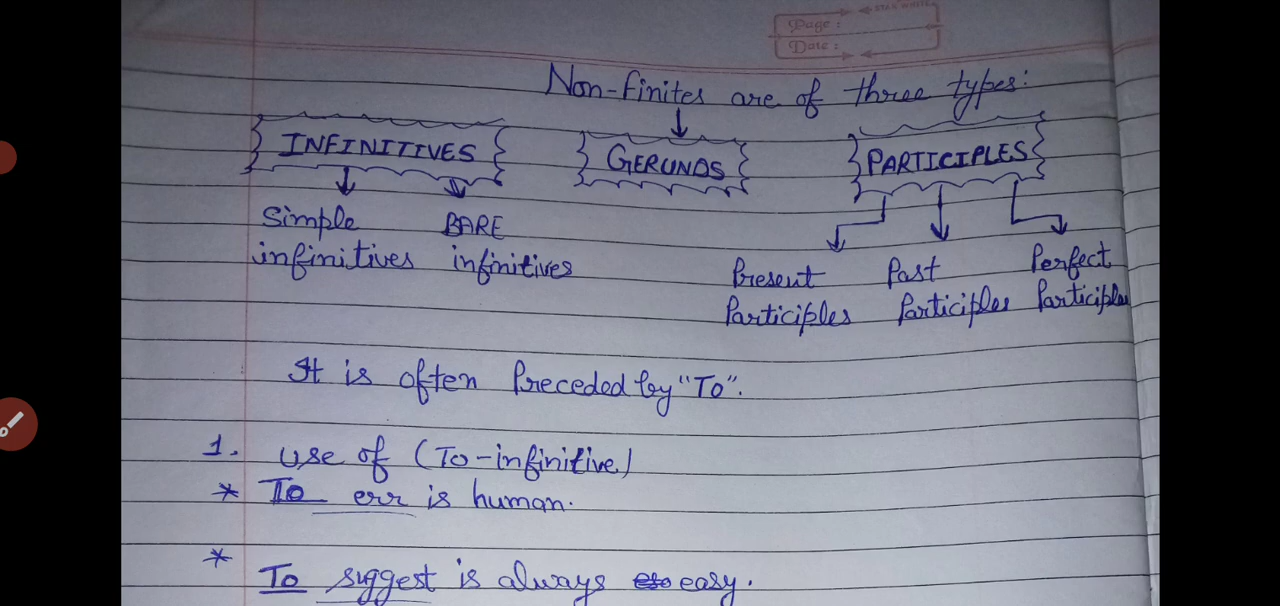 STAR WHITE
Page :
Date :
Non-finites are of three types:
INFINITIVES GERUNDS PARTICIPLES
Simple infinitives
BARE infinitives
Present Participles
Past Participles
Perfect Participles
It is often Preceded by "To".
1. use of (To-infinitive)
* To err is human.
* To suggest is always easy.